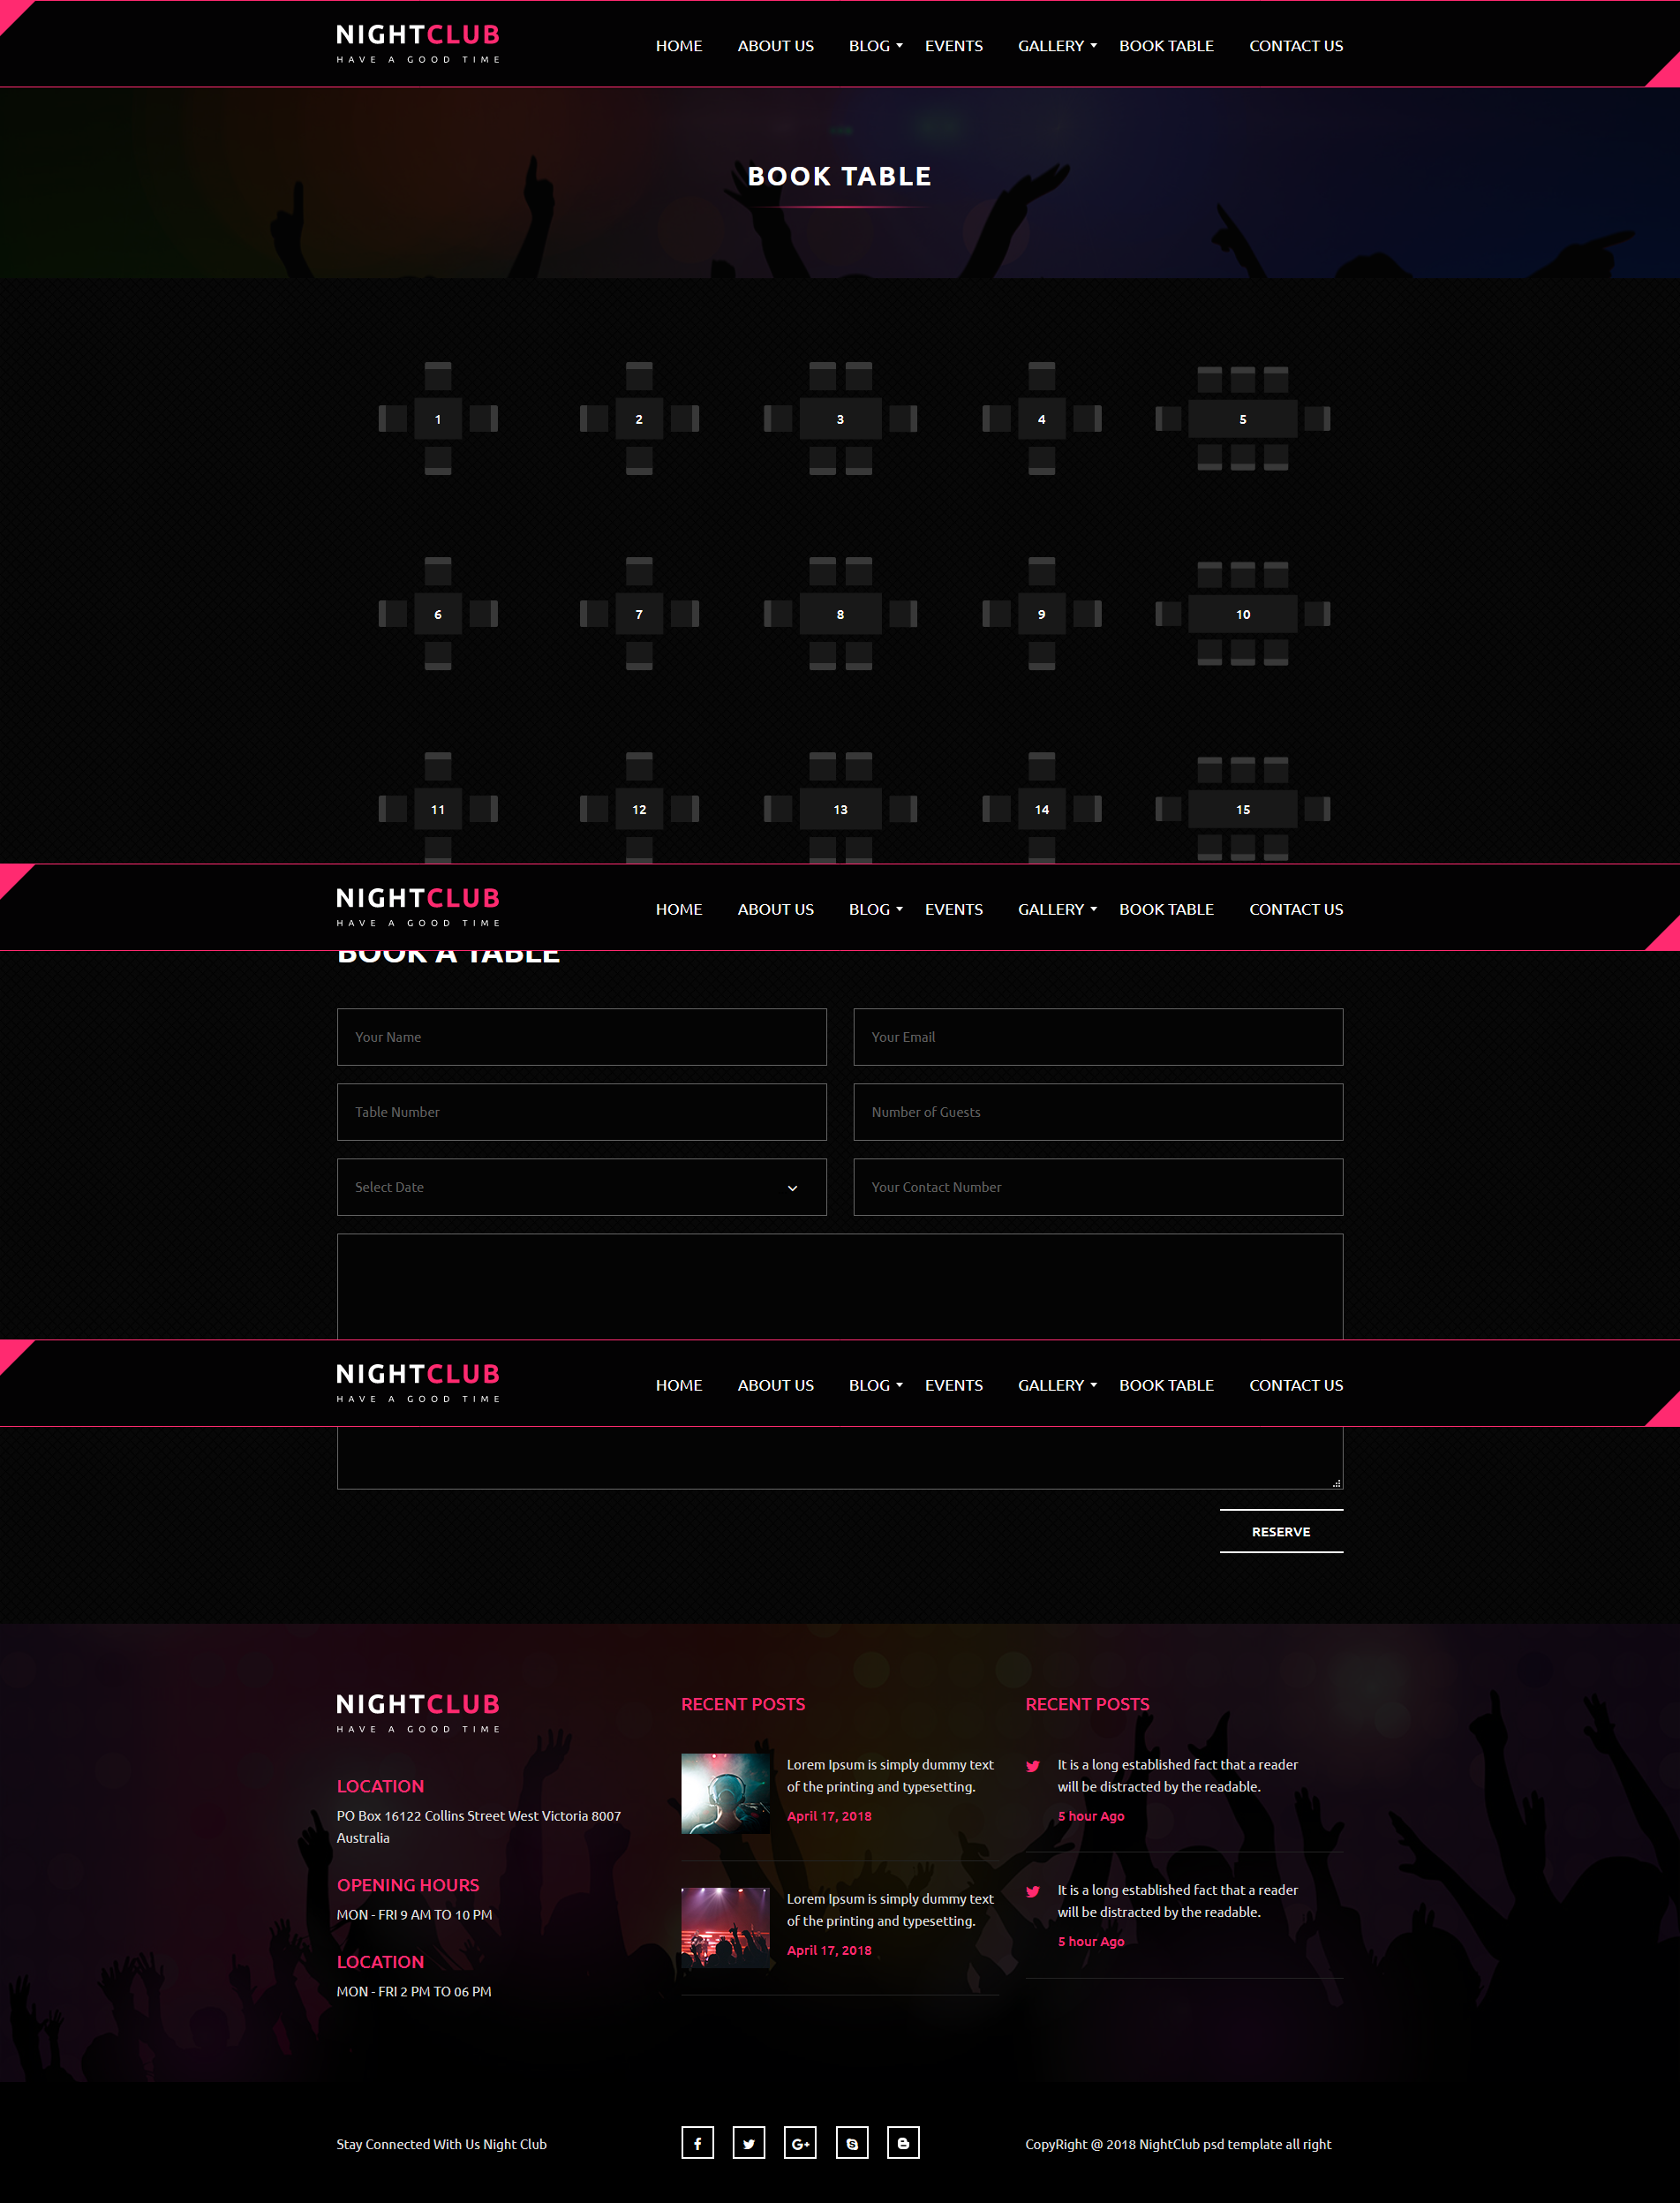 NIGHTCLUB
HAVE A GOOD TIME
HOME ABOUT US BLOG EVENTS GALLERY BOOK TABLE CONTACT US
BOOK TABLE
1 2 3 4 5
6 7 8 9 10
11 12 13 14 15
NIGHTCLUB
HAVE A GOOD TIME
HOME ABOUT US BLOG EVENTS GALLERY BOOK TABLE CONTACT US
BOOK A TABLE
Your Name Your Email
Table Number Number of Guests
Select Date Your Contact Number
NIGHTCLUB
HAVE A GOOD TIME
HOME ABOUT US BLOG EVENTS GALLERY BOOK TABLE CONTACT US
RESERVE
NIGHTCLUB
HAVE A GOOD TIME
LOCATION
PO Box 16122 Collins Street West Victoria 8007
Australia
OPENING HOURS
MON - FRI 9 AM TO 10 PM
LOCATION
MON - FRI 2 PM TO 06 PM
RECENT POSTS
Lorem Ipsum is simply dummy text
of the printing and typesetting.
April 17, 2018
Lorem Ipsum is simply dummy text
of the printing and typesetting.
April 17, 2018
RECENT POSTS
It is a long established fact that a reader
will be distracted by the readable.
5 hour Ago
It is a long established fact that a reader
will be distracted by the readable.
5 hour Ago
Stay Connected With Us Night Club
CopyRight @ 2018 NightClub psd template all right